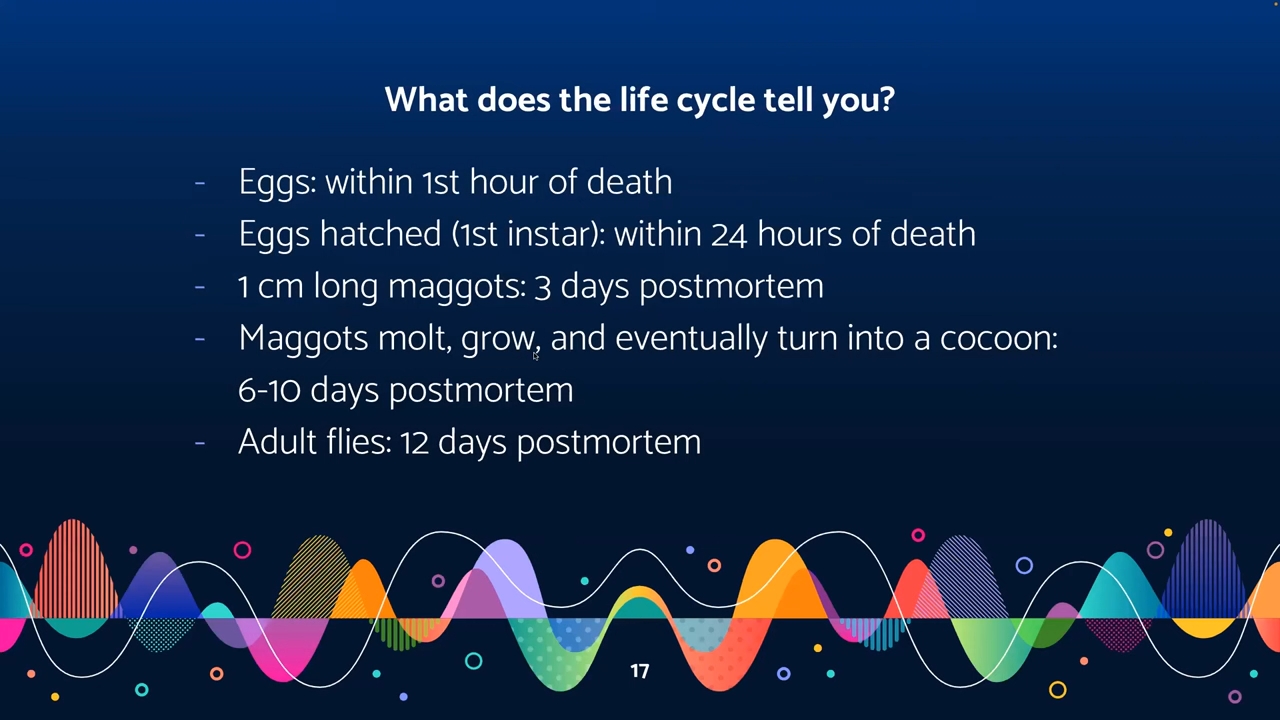 What does the life cycle tell you?
- Eggs: within 1st hour of death
- Eggs hatched (1st instar): within 24 hours of death
- 1 cm long maggots: 3 days postmortem
- Maggots molt, grow, and eventually turn into a cocoon:
6-10 days postmortem
- Adult flies: 12 days postmortem
17